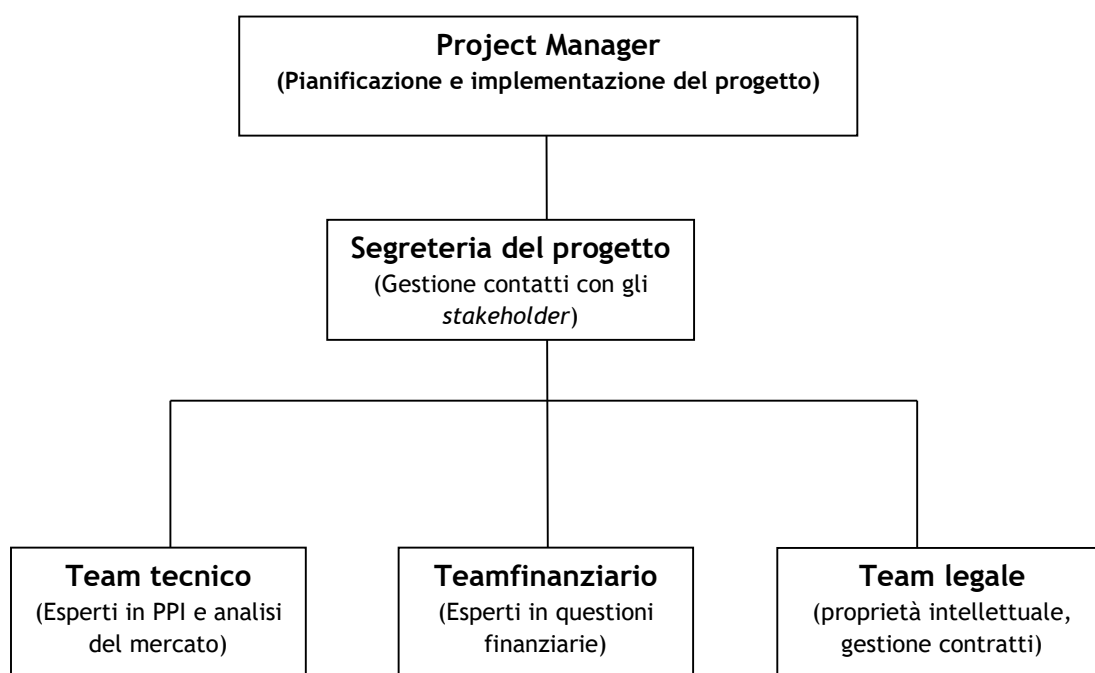 Project Manager
(Pianificazione e implementazione del progetto)
Segreteria del progetto
(Gestione contatti con gli
stakeholder)
Team tecnico
(Esperti in PPI e analisi
del mercato)
Teamfinanziario
(Esperti in questioni
finanziarie)
Team legale
(proprietà intellettuale,
gestione contratti)